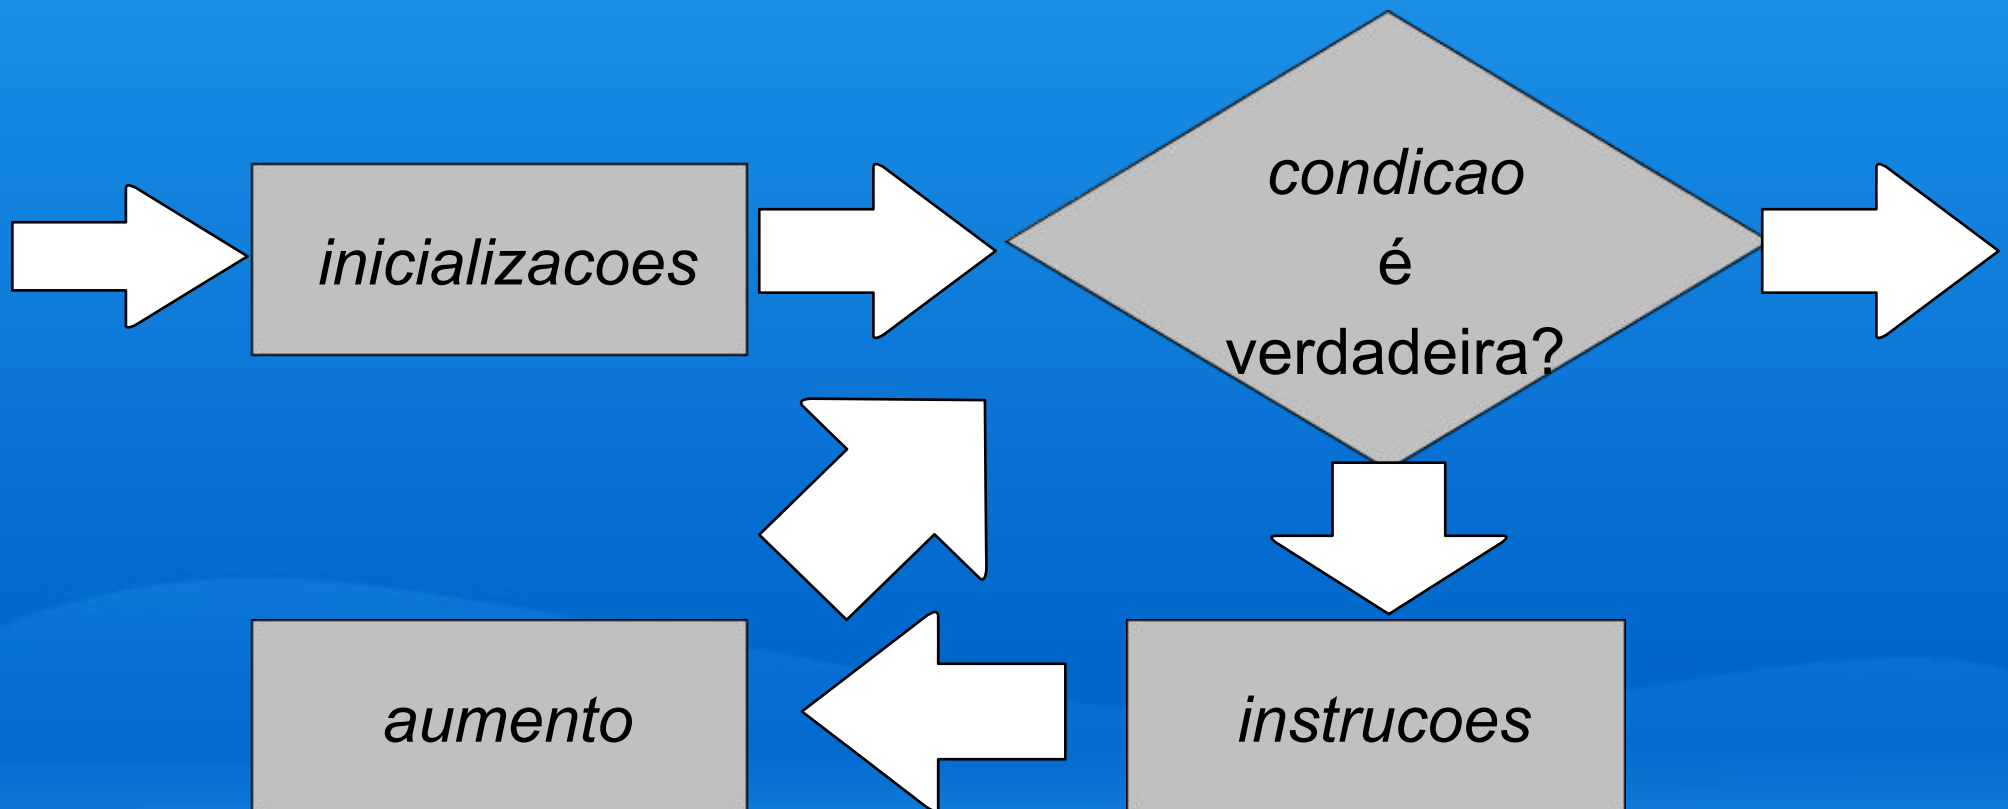 inicializacoes
condicao
é
verdadeira?
aumento
instrucoes